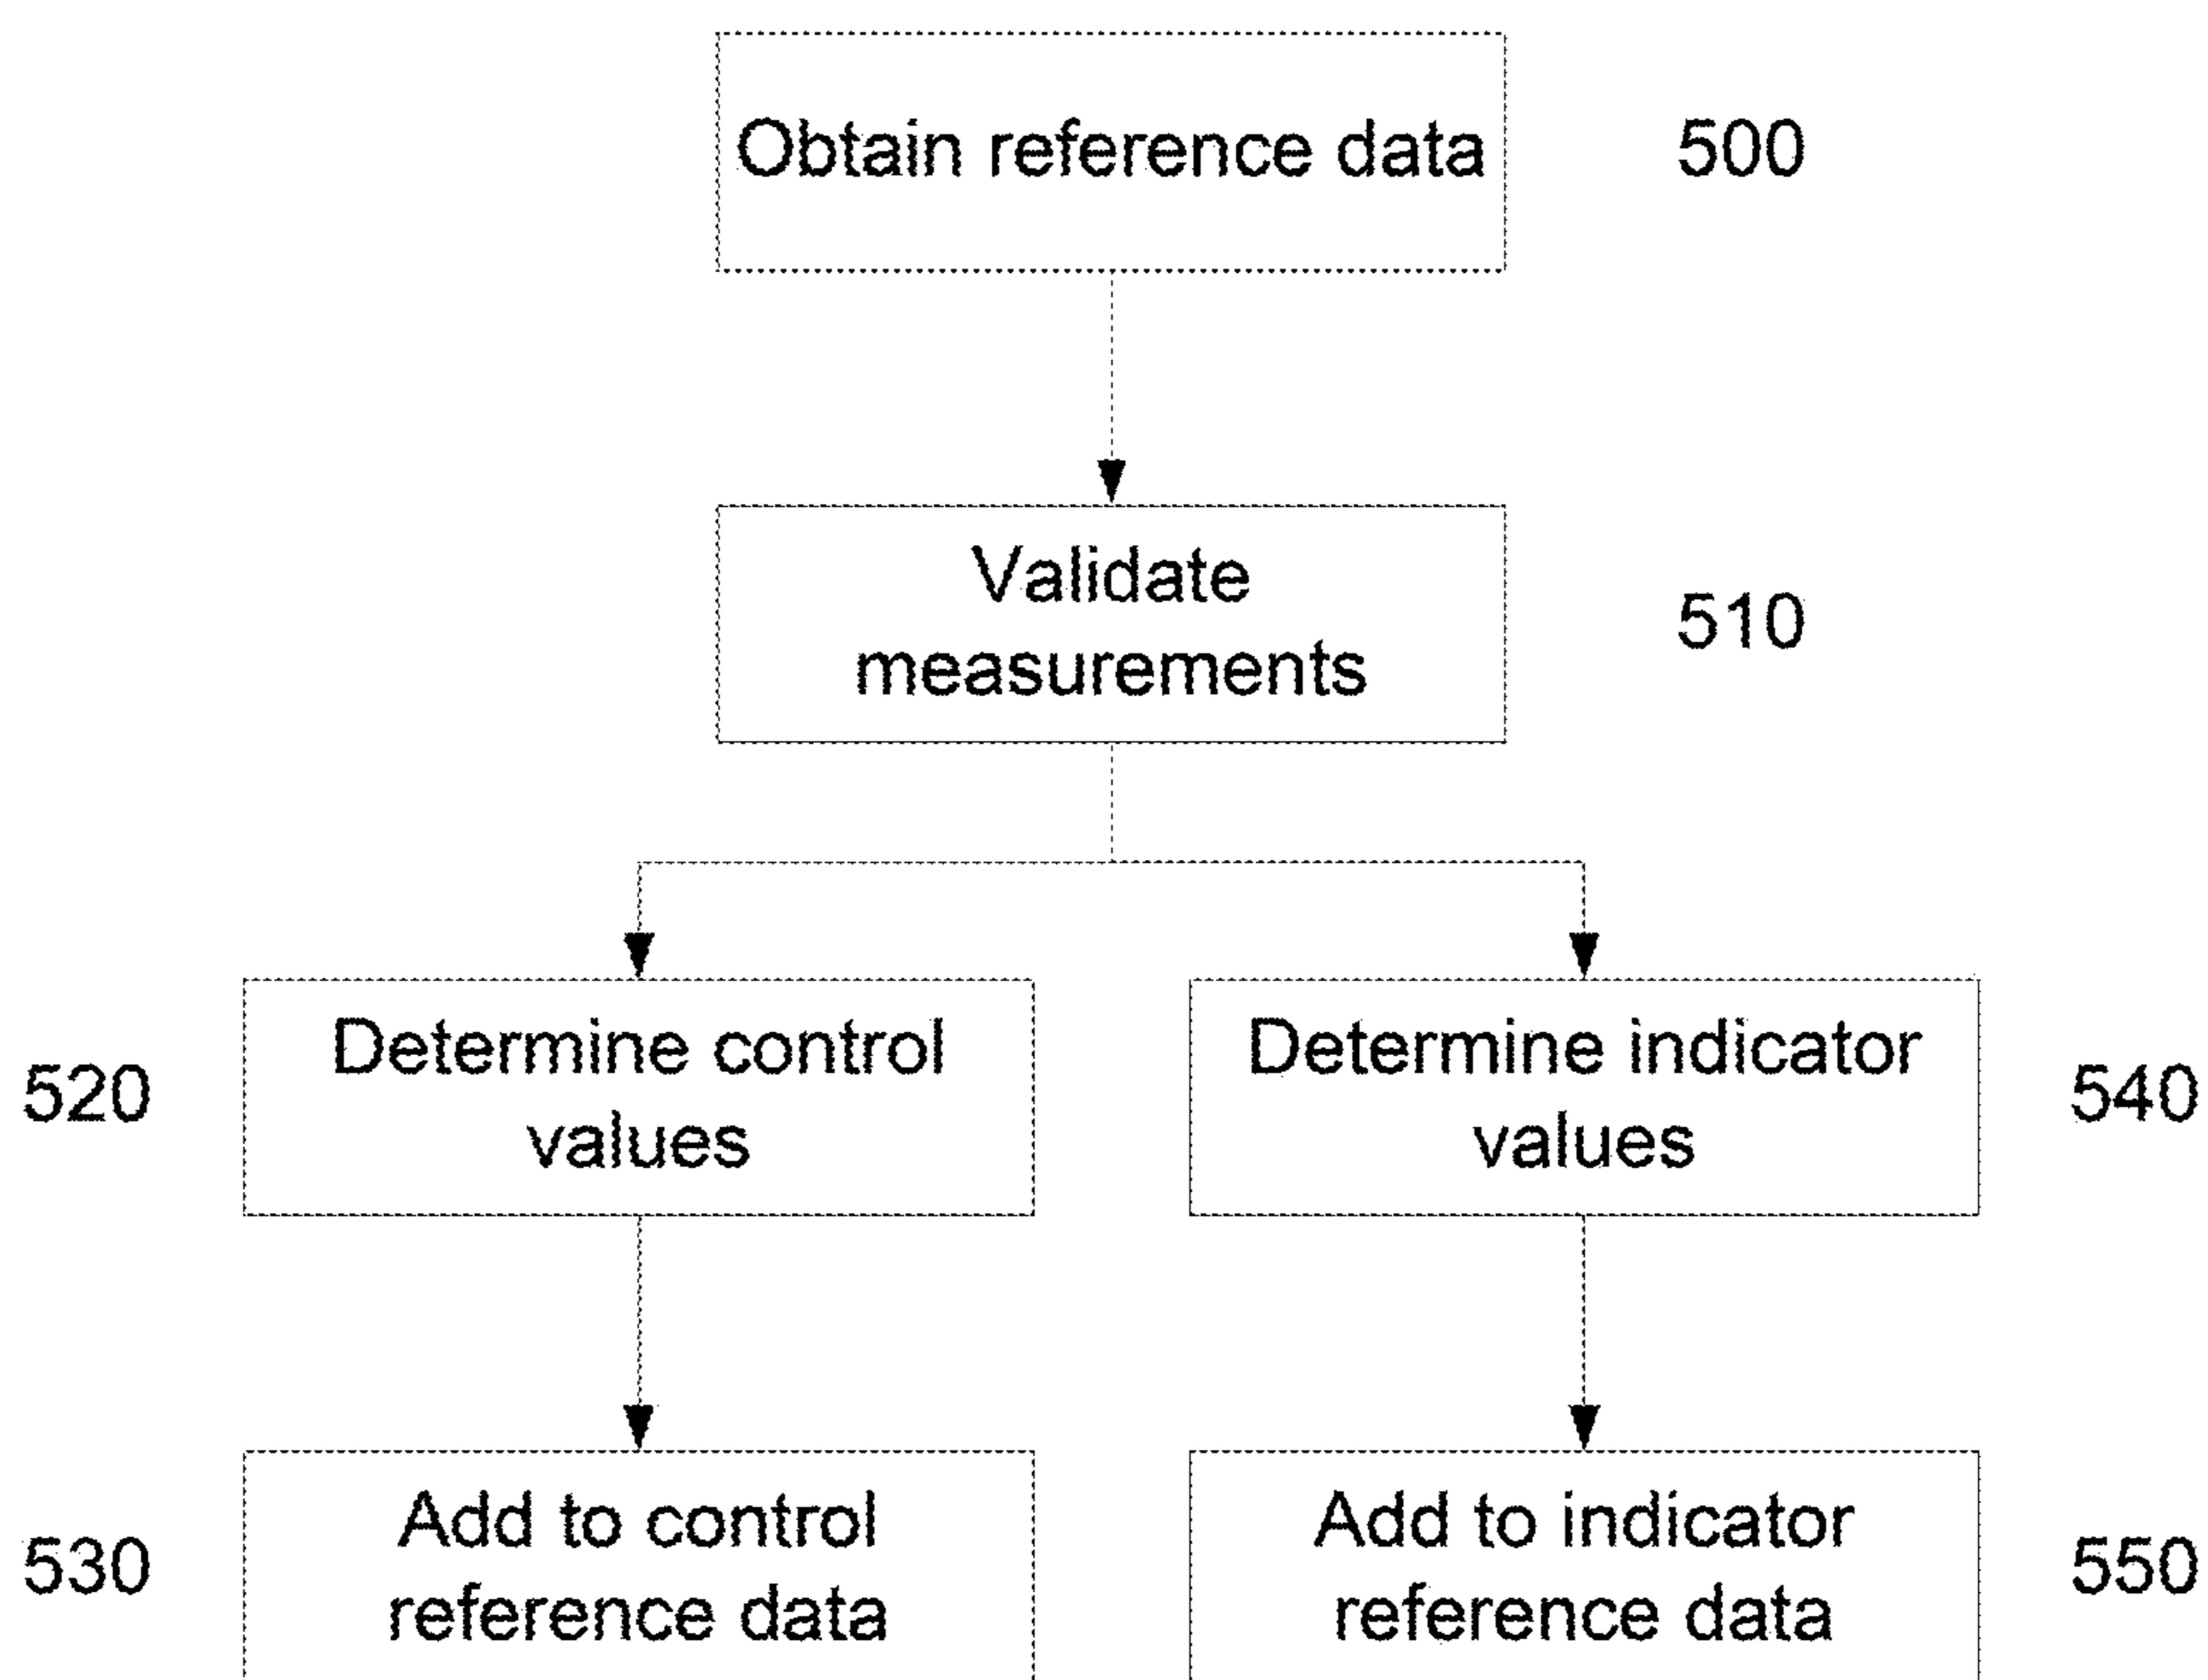 Obtain reference data
500
Validate
measurements
510
520
Determine control
values
Determine indicator
values
540
530
Add to control
reference data
Add to indicator
reference data
550